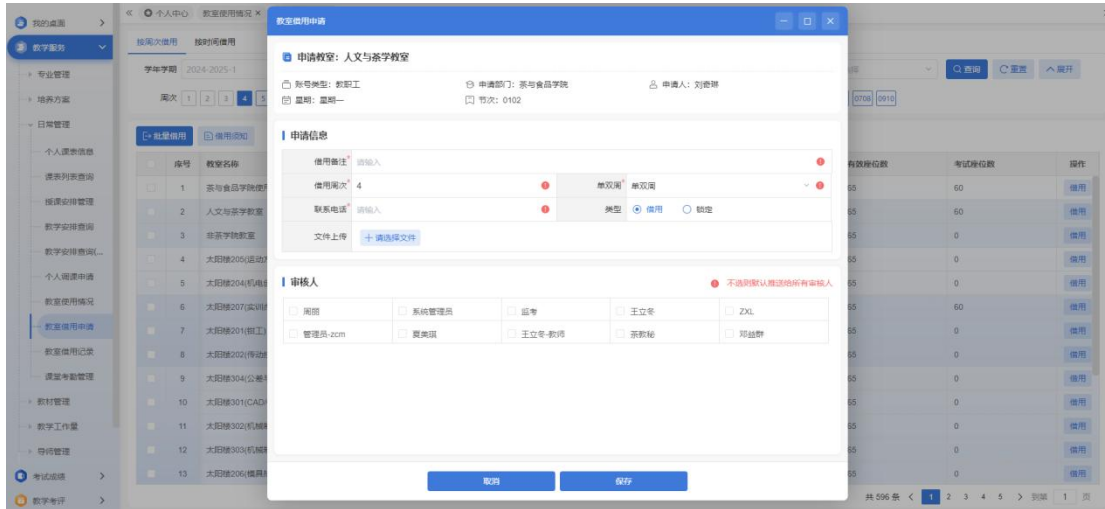 我的桌面
教学服务
专业管理
培养方案
日常管理
个人课表信息
课表列表查询
授课安排管理
教学安排查询
教学安排查询(...
个人调课申请
教室使用情况
教室借用申请
教室借用记录
课堂考勤管理
教材管理
教学工作量
导师管理
考试成绩
教学考评
个人中心 教室使用情况 ×
按周次借用 按时间借用
学年学期 2024-2025-1
周次 1 2 3 4 5
0708 0910
查询 重置 展开
批量借用 借用须知
序号 教室名称 有效座位数 考试座位数 操作
1 茶与食品学院使用 65 60 借用
2 人文与茶学教室 65 60 借用
3 非茶学院教室 65 0 借用
4 太阳楼205(运动 65 0 借用
5 太阳楼204(机电 65 0 借用
6 太阳楼207(实训 65 60 借用
7 太阳楼201(钳工) 65 0 借用
8 太阳楼202(传动 65 0 借用
9 太阳楼304(公差 65 0 借用
10 太阳楼301(CAD/ 65 0 借用
11 太阳楼302(机械 65 0 借用
12 太阳楼303(机械 65 0 借用
13 太阳楼206(模具 65 0 借用
共 596 条 1 2 3 4 5 到第 1 页
教室借用申请
申请教室：人文与茶学教室
账号类型：教职工 申请部门：茶与食品学院 申请人：刘奇琳
星期：星期一 节次：0102
申请信息
借用备注* 请输入
借用周次* 4 单双周* 单双周
联系电话* 请输入 类型 借用 锁定
文件上传 + 请选择文件
审核人 不选则默认推送给所有审核人
周丽 系统管理员 监考 王立冬 ZXL
管理员-zcm 夏美琪 王立冬-教师 茶教秘 邓益群
取消 保存